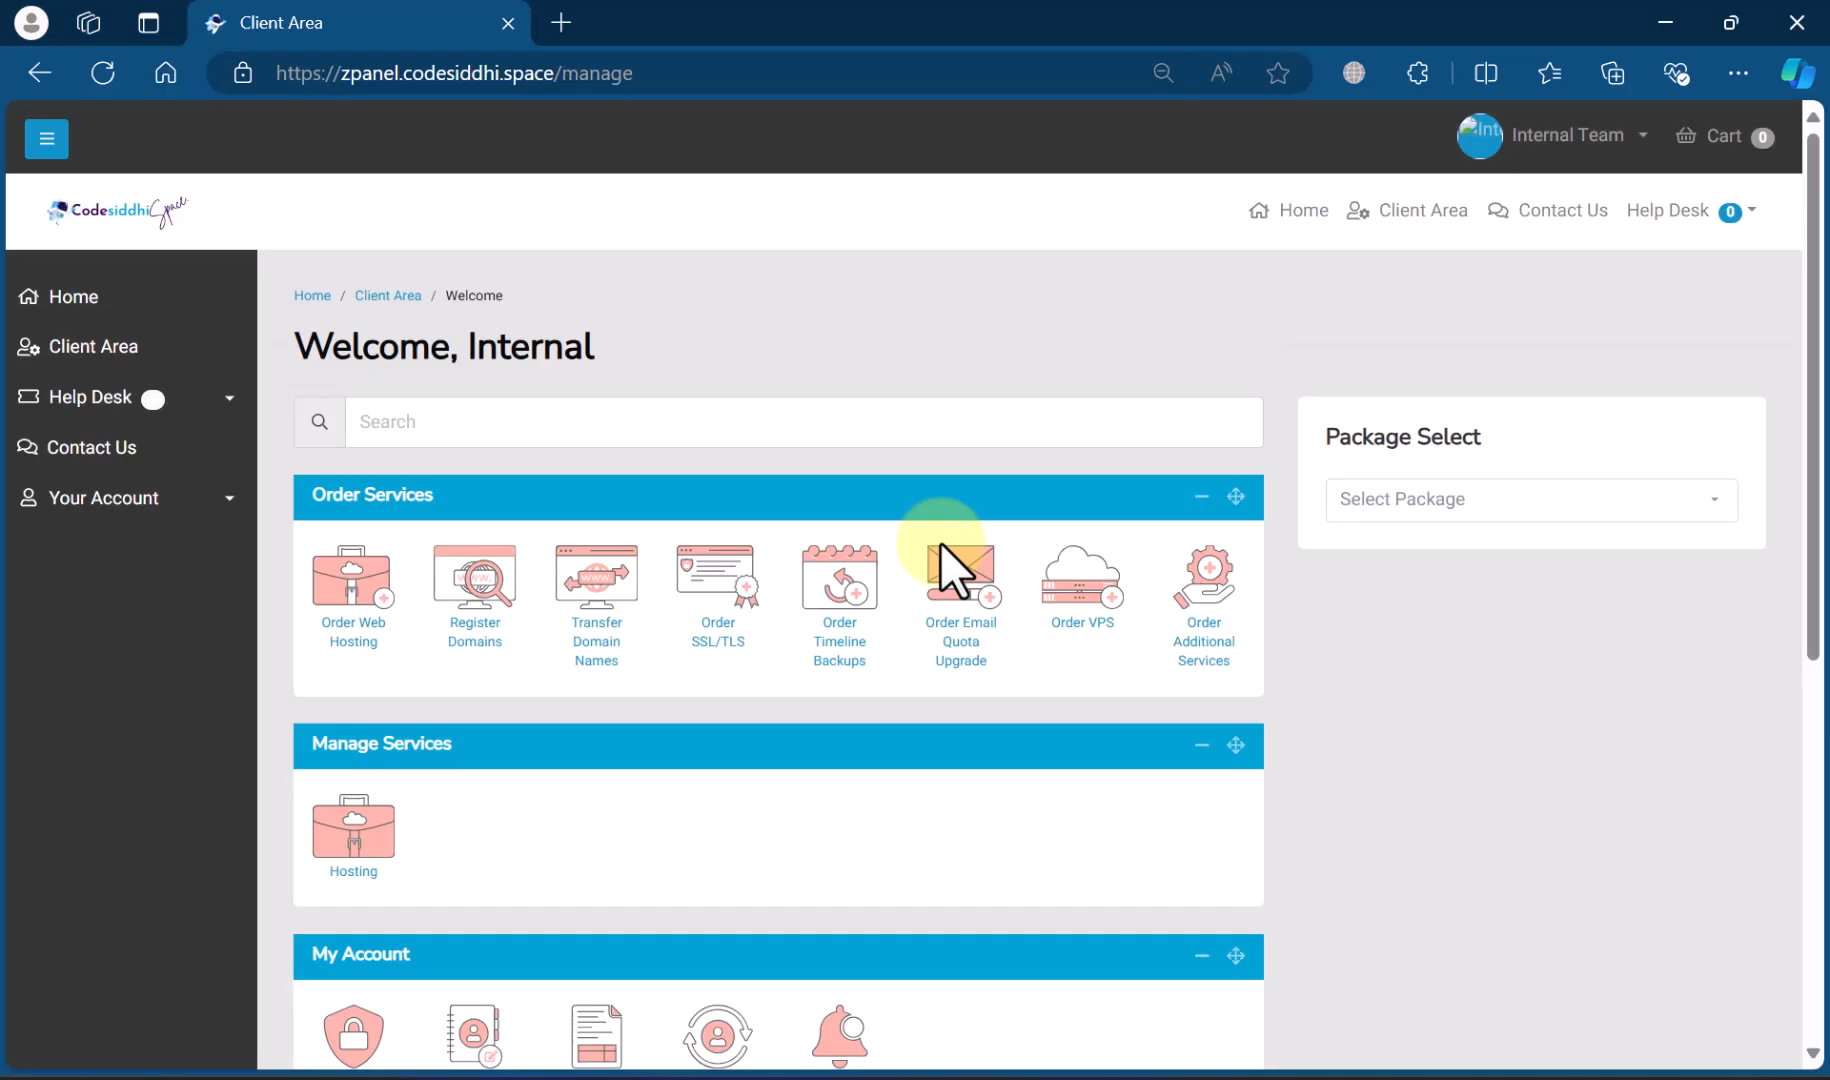 Client Area
https://zpanel.codesiddhi.space/manage
Internal Team
Cart 0
Codesiddhi Space
Home
Client Area
Contact Us
Help Desk 0
Home
Client Area
Help Desk
Contact Us
Your Account
Home / Client Area / Welcome
Welcome, Internal
Search
Package Select
Select Package
Order Services
Order Web
Hosting
Register
Domains
Transfer
Domain
Names
Order
SSL/TLS
Order
Timeline
Backups
Order Email
Quota
Upgrade
Order VPS
Order
Additional
Services
Manage Services
Hosting
My Account